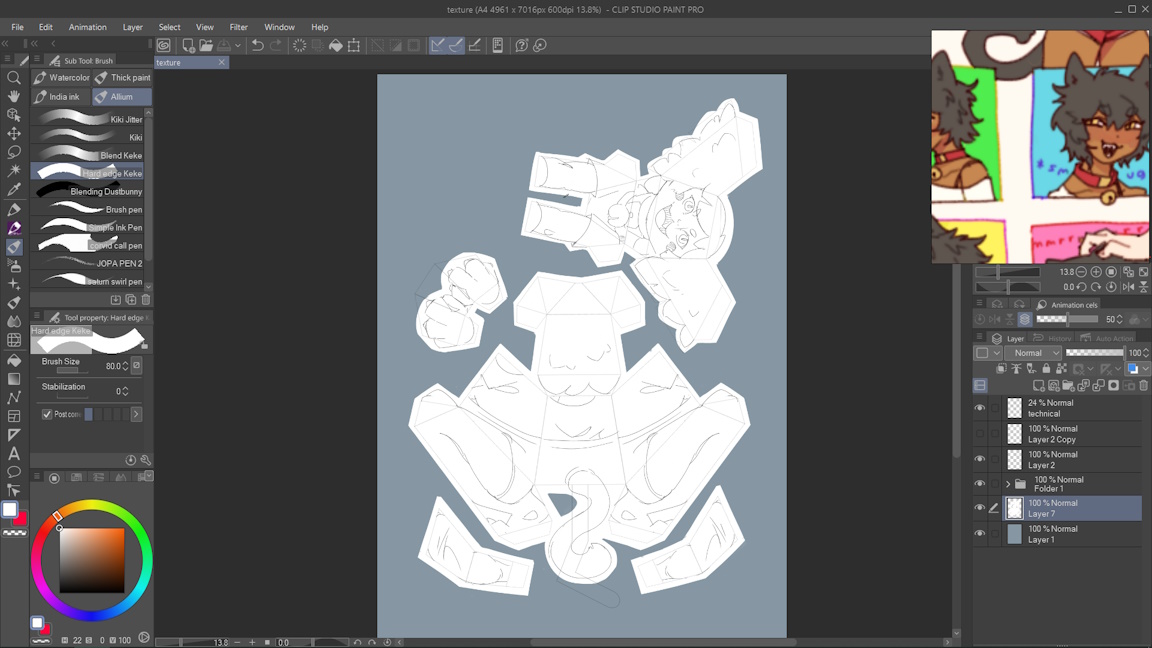 texture (A4 4961 x 7016px 600dpi 13.8%) - CLIP STUDIO PAINT PRO
File Edit Animation Layer Select View Filter Window Help
Sub Tool: Brush
texture
Watercolor Thick paint
India ink Allium
Kiki Jitter
Kiki
Blend Keke
Hard edge Keke
Blending Dustbunny
Brush pen
Simple Ink Pen
corvid call pen
JOPA PEN 2
saturn swirl pen
Tool property: Hard edge K
Hard edge Keke
Brush Size 80.0
Stabilization 0
Post corre
22 S 0 V 100
13.8 0.0
sm
ug
mmrr
13.8
0.0
Animation cels
50
Layer History Auto Action
Normal 100
24 % Normal
technical
100 % Normal
Layer 2 Copy
100 % Normal
Layer 2
100 % Normal
Folder 1
100 % Normal
Layer 7
100 % Normal
Layer 1